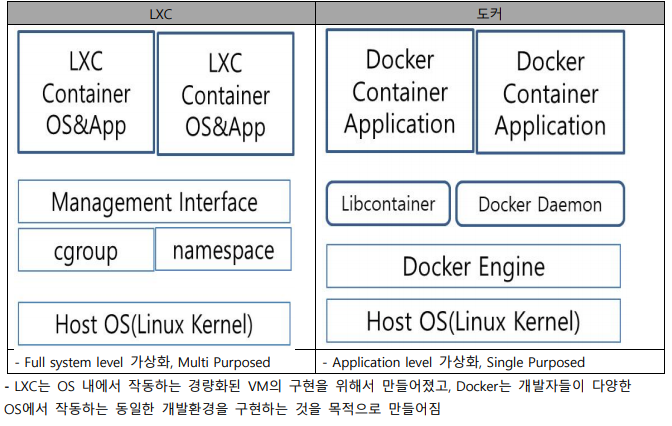 LXC
도커
LXC
Container
OS&App
LXC
Container
OS&App
Docker
Container
Application
Docker
Container
Application
Management Interface
cgroup
namespace
Host OS(Linux Kernel)
Libcontainer
Docker Daemon
Docker Engine
Host OS(Linux Kernel)
- Full system level 가상화, Multi Purposed
- Application level 가상화, Single Purposed
- LXC는 OS 내에서 작동하는 경량화된 VM의 구현을 위해서 만들어졌고, Docker는 개발자들이 다양한
OS에서 작동하는 동일한 개발환경을 구현하는 것을 목적으로 만들어짐